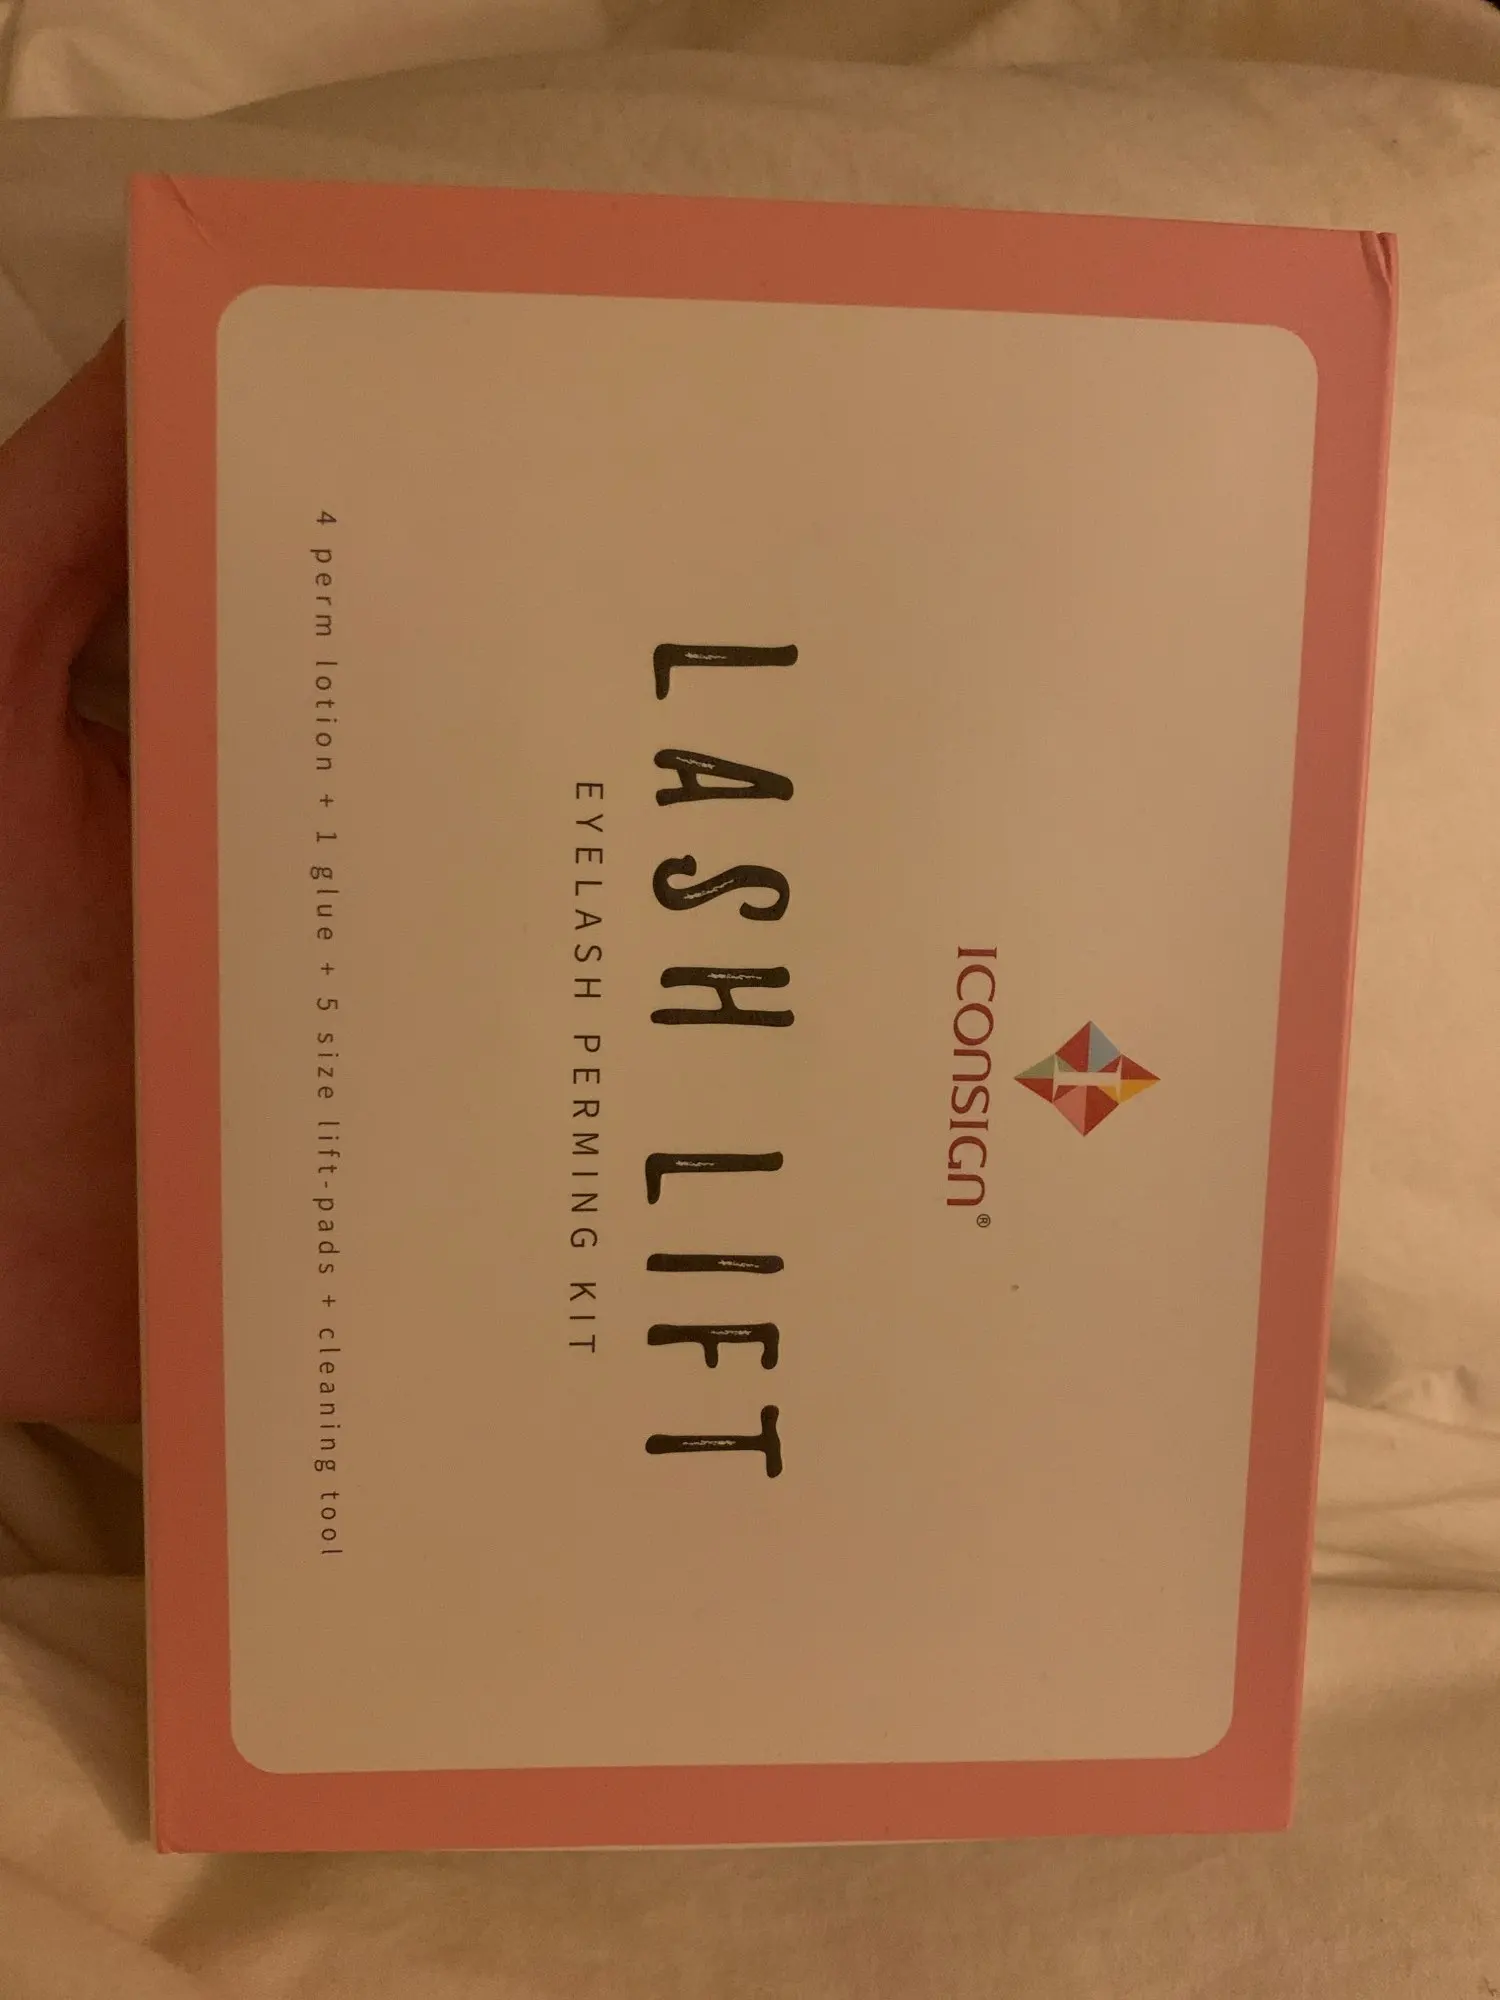 ICONSIGN®
LASH LIFT
EYELASH PERMING KIT
4 perm lotion + 1 glue + 5 size lift-pads + cleaning tool